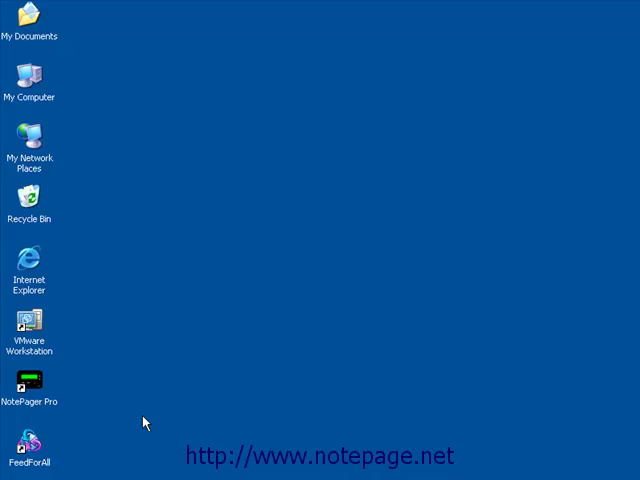 My Documents
My Computer
My Network
Places
Recycle Bin
Internet
Explorer
VMware
Workstation
NotePager Pro
FeedForAll
http://www.notepage.net